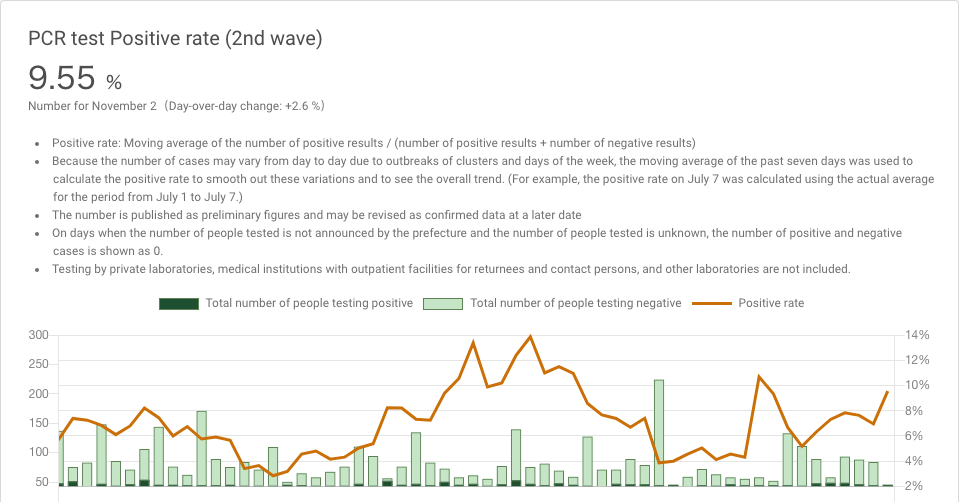 PCR test Positive rate (2nd wave)
9.55 %
Number for November 2 (Day-over-day change: +2.6 %)
• Positive rate: Moving average of the number of positive results / (number of positive results + number of negative results)
• Because the number of cases may vary from day to day due to outbreaks of clusters and days of the week, the moving average of the past seven days was used to
calculate the positive rate to smooth out these variations and to see the overall trend. (For example, the positive rate on July 7 was calculated using the actual average
for the period from July 1 to July 7.)
• The number is published as preliminary figures and may be revised as confirmed data at a later date
• On days when the number of people tested is not announced by the prefecture and the number of people tested is unknown, the number of positive and negative
cases is shown as 0.
• Testing by private laboratories, medical institutions with outpatient facilities for returnees and contact persons, and other laboratories are not included.
Total number of people testing positive Total number of people testing negative Positive rate
300 14%
250 12%
200 10%
150 8%
100 6%
50 4%
2%